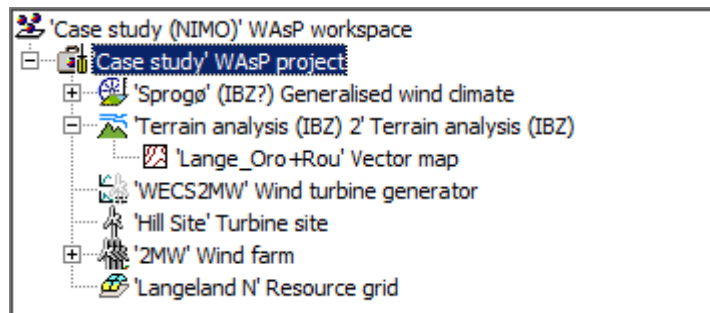 'Case study (NIMO)' WAsP workspace
'Case study' WAsP project
'Sprogø' (IBZ?) Generalised wind climate
'Terrain analysis (IBZ) 2' Terrain analysis (IBZ)
'Lange_Oro+Rou' Vector map
'WECS2MW' Wind turbine generator
'Hill Site' Turbine site
'2MW' Wind farm
'Langeland N' Resource grid